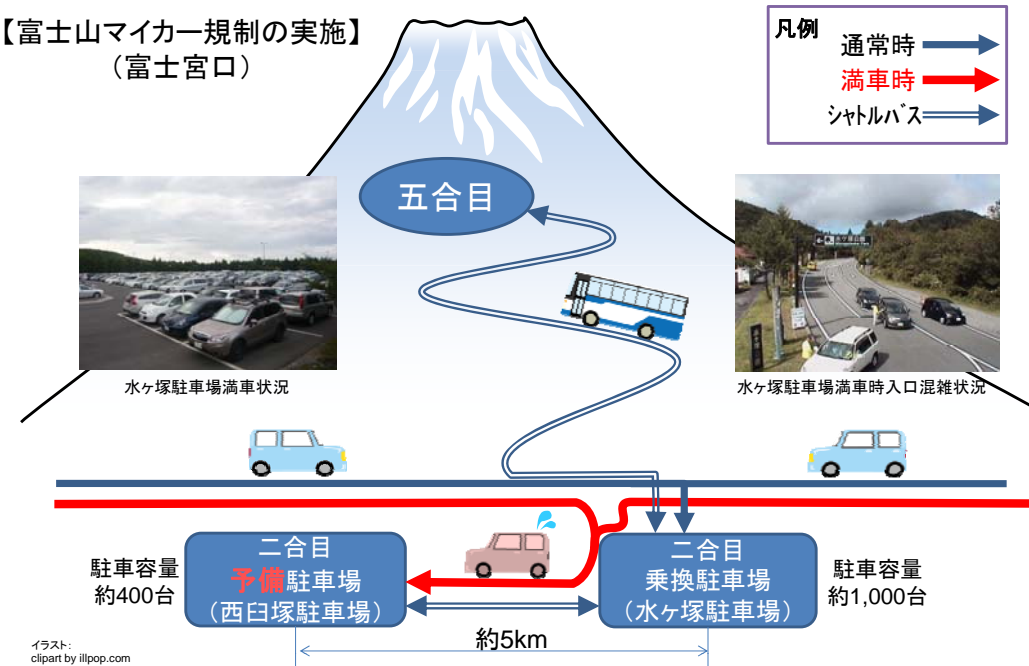 【富士山マイカー規制の実施】
（富士宮口）
凡例
通常時
満車時
シャトルバス
五合目
水ヶ塚駐車場満車状況
水ヶ塚駐車場満車時入口混雑状況
駐車容量
約400台
二合目
予備駐車場
（西臼塚駐車場）
二合目
乗換駐車場
（水ヶ塚駐車場）
駐車容量
約1,000台
約5km
イラスト:
clipart by illpop.com